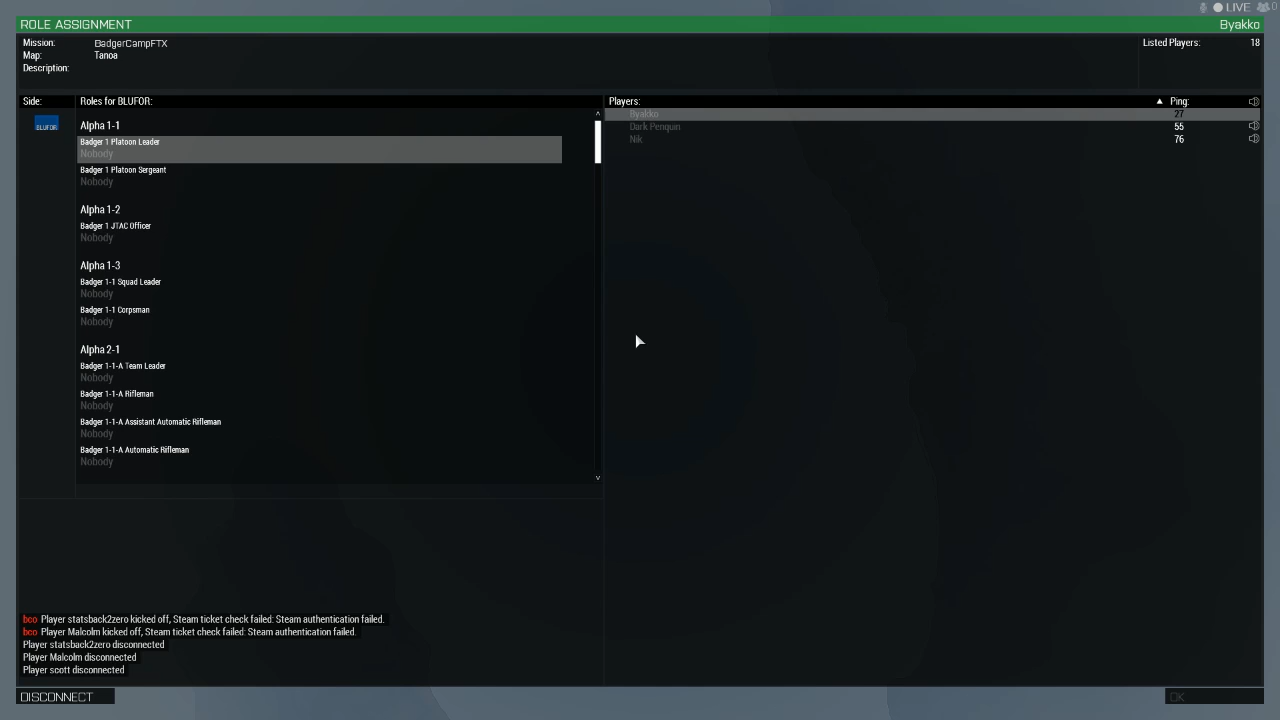 LIVE 0
ROLE ASSIGNMENT Byakko
Mission: BadgerCampFTX Listed Players: 18
Map: Tanoa
Description:
Side: Roles for BLUFOR: Players: Ping:
BLUFOR
Alpha 1-1
Badger 1 Platoon Leader
Nobody
Badger 1 Platoon Sergeant
Nobody
Alpha 1-2
Badger 1 JTAC Officer
Nobody
Alpha 1-3
Badger 1-1 Squad Leader
Nobody
Badger 1-1 Corpsman
Nobody
Alpha 2-1
Badger 1-1-A Team Leader
Nobody
Badger 1-1-A Rifleman
Nobody
Badger 1-1-A Assistant Automatic Rifleman
Nobody
Badger 1-1-A Automatic Rifleman
Nobody
Byakko 27
Dark Penquin 55
Nik 76
bco Player statsback2zero kicked off, Steam ticket check failed: Steam authentication failed.
bco Player Malcolm kicked off, Steam ticket check failed: Steam authentication failed.
Player statsback2zero disconnected
Player Malcolm disconnected
Player scott disconnected
DISCONNECT OK